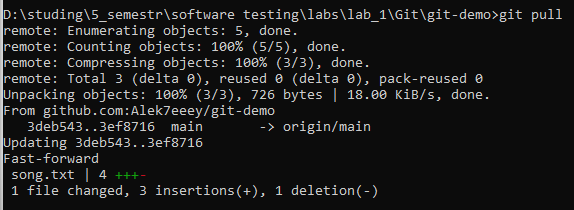 D:\studing\5_semestr\software testing\labs\lab_1\Git\git-demo>git pull
remote: Enumerating objects: 5, done.
remote: Counting objects: 100% (5/5), done.
remote: Compressing objects: 100% (3/3), done.
remote: Total 3 (delta 0), reused 0 (delta 0), pack-reused 0
Unpacking objects: 100% (3/3), 726 bytes | 18.00 KiB/s, done.
From github.com:Alek7eeey/git-demo
   3deb543..3ef8716  main       -> origin/main
Updating 3deb543..3ef8716
Fast-forward
 song.txt | 4 +++-
 1 file changed, 3 insertions(+), 1 deletion(-)